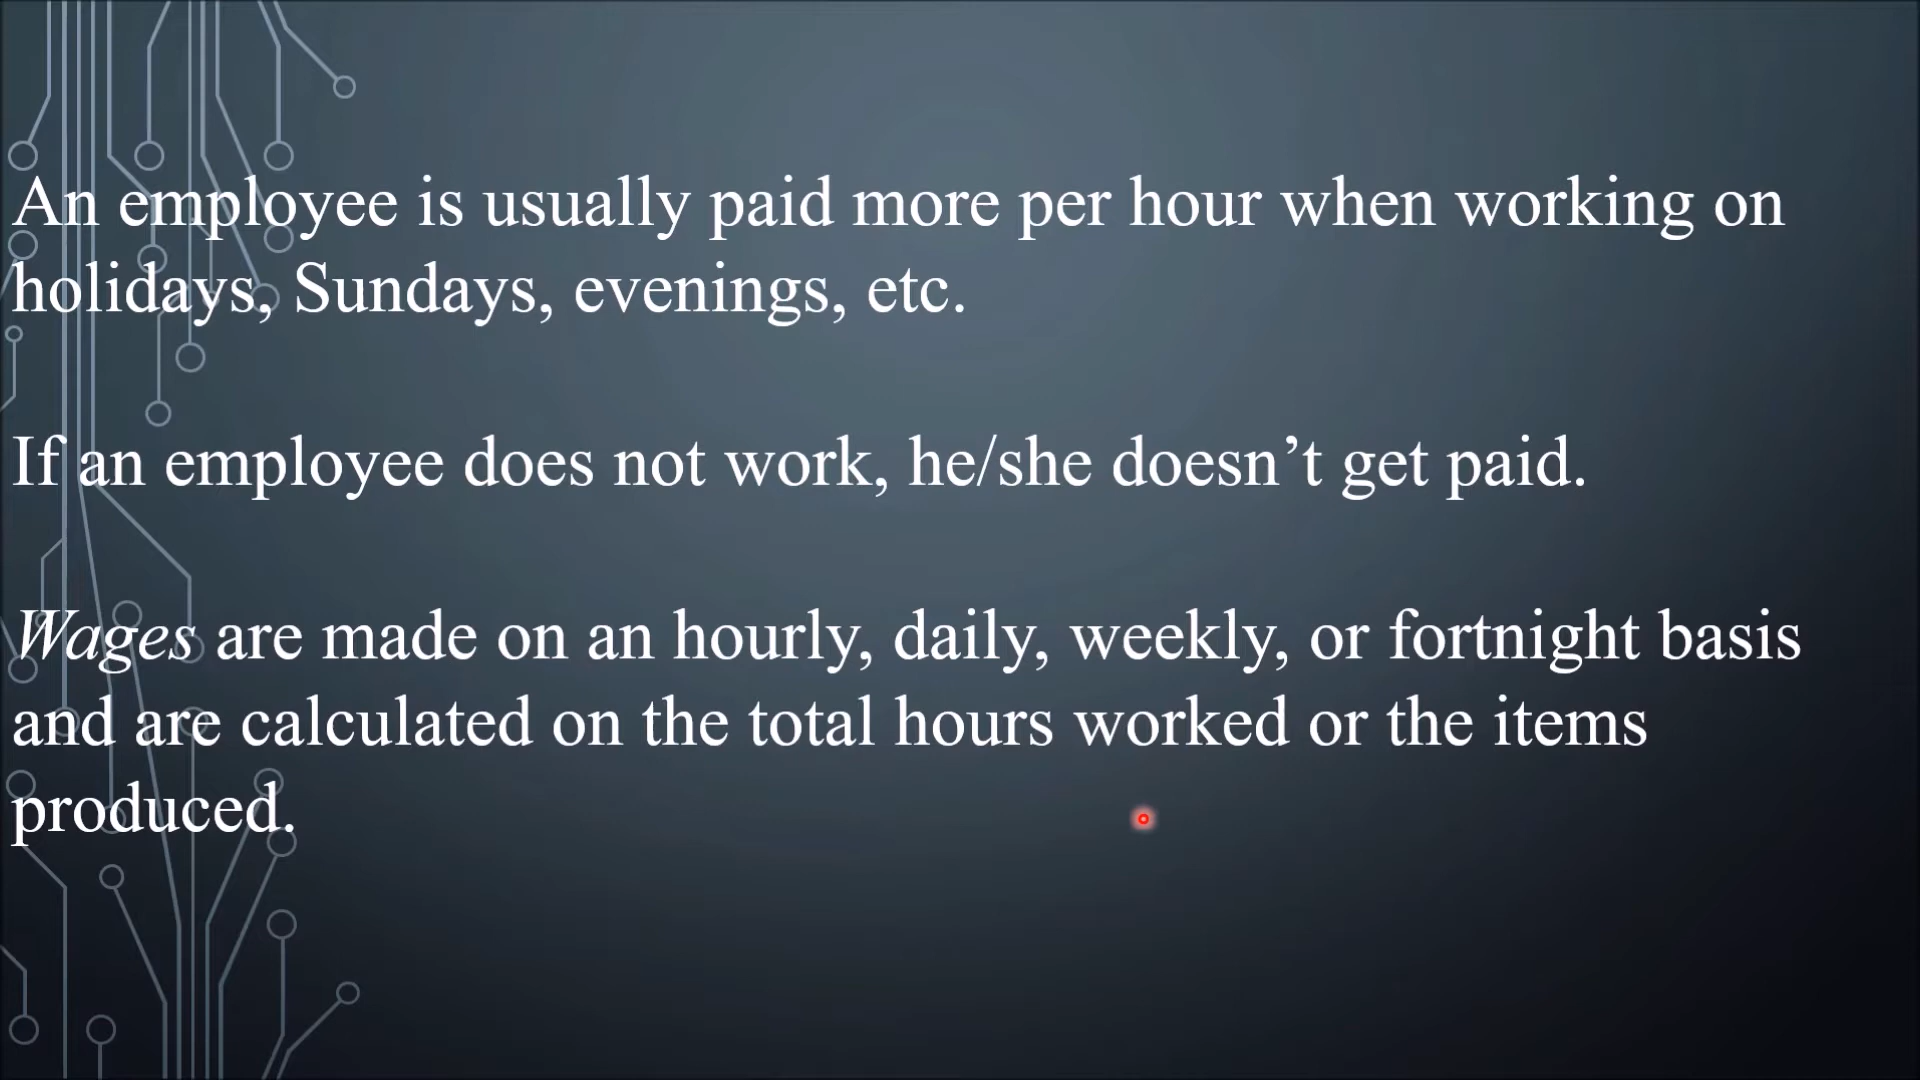 An employee is usually paid more per hour when working on
holidays, Sundays, evenings, etc.
If an employee does not work, he/she doesn’t get paid.
Wages are made on an hourly, daily, weekly, or fortnight basis
and are calculated on the total hours worked or the items
produced.